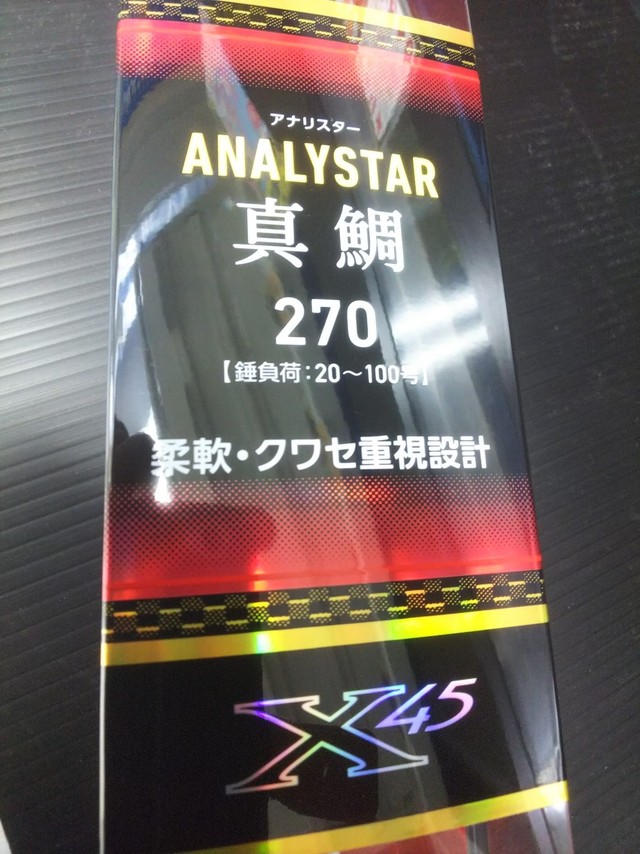 アナリスター
ANALYSTAR
真鯛
270
【錘負荷:20～100号】
柔軟・クワセ重視設計
X45